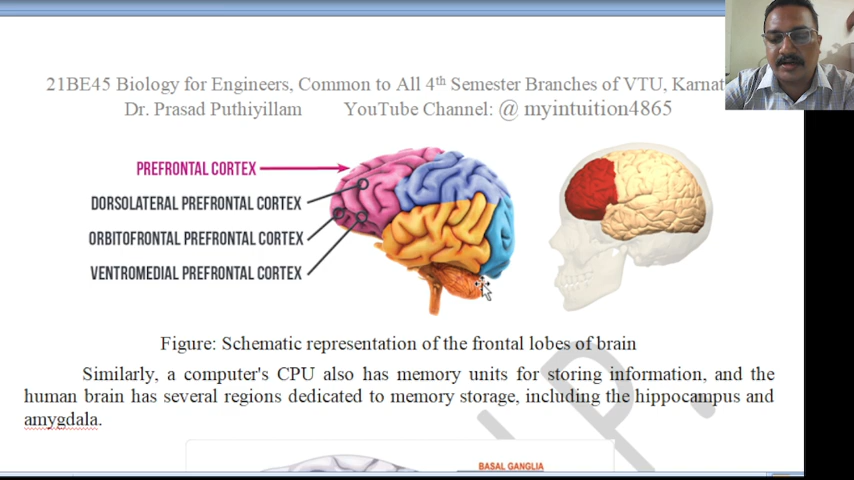 21BE45 Biology for Engineers, Common to All 4th Semester Branches of VTU, Karnat
Dr. Prasad Puthiyillam YouTube Channel: @ myintuition4865
PREFRONTAL CORTEX
DORSOLATERAL PREFRONTAL CORTEX
ORBITOFRONTAL PREFRONTAL CORTEX
VENTROMEDIAL PREFRONTAL CORTEX
Figure: Schematic representation of the frontal lobes of brain
Similarly, a computer's CPU also has memory units for storing information, and the
human brain has several regions dedicated to memory storage, including the hippocampus and
amygdala.
BASAL GANGLIA